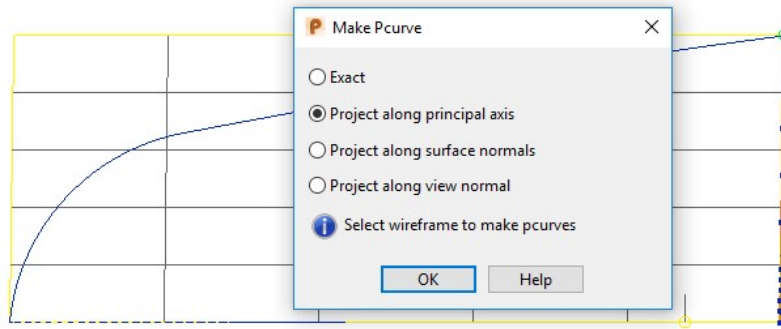 P Make Pcurve
Exact
Project along principal axis
Project along surface normals
Project along view normal
Select wireframe to make pcurves
OK Help